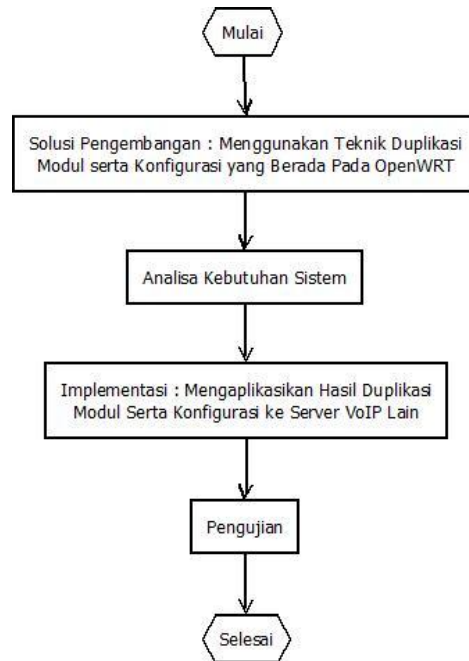 Mulai
Solusi Pengembangan : Menggunakan Teknik Duplikasi
Modul serta Konfigurasi yang Berada Pada OpenWRT
Analisa Kebutuhan Sistem
Implementasi : Mengaplikasikan Hasil Duplikasi
Modul Serta Konfigurasi ke Server VoIP Lain
Pengujian
Selesai